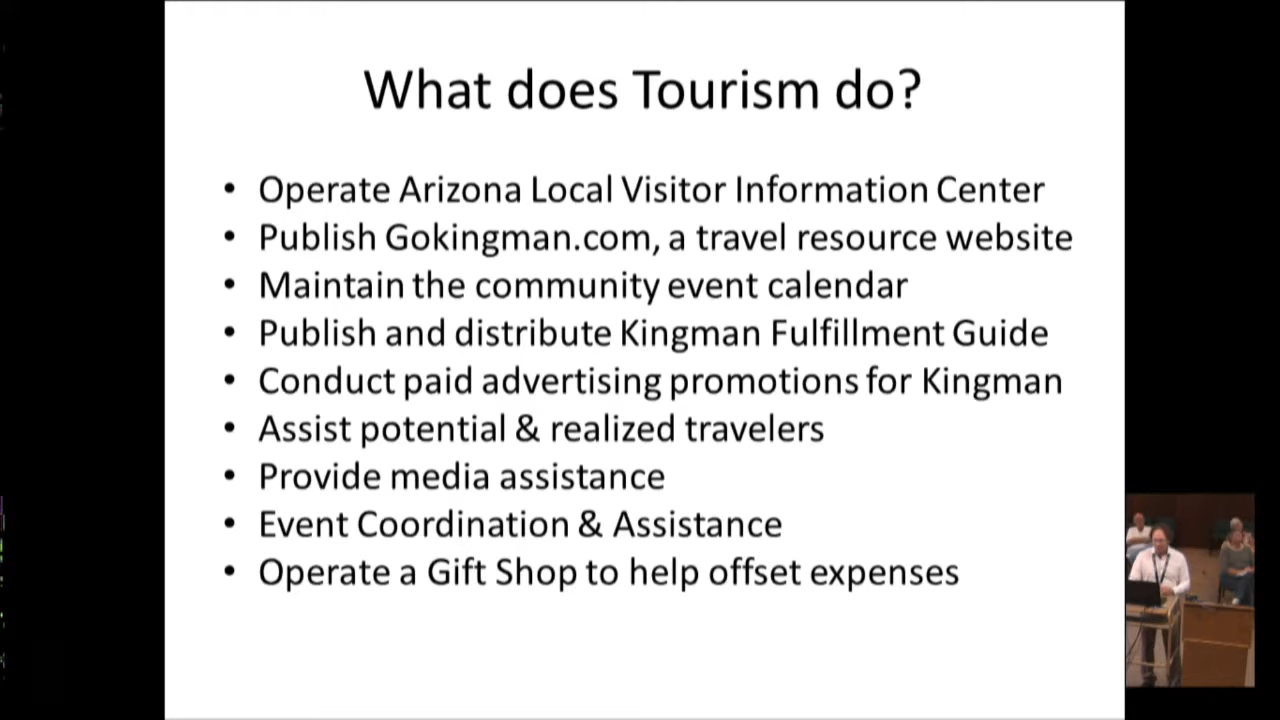 What does Tourism do?
• Operate Arizona Local Visitor Information Center
• Publish Gokingman.com, a travel resource website
• Maintain the community event calendar
• Publish and distribute Kingman Fulfillment Guide
• Conduct paid advertising promotions for Kingman
• Assist potential & realized travelers
• Provide media assistance
• Event Coordination & Assistance
• Operate a Gift Shop to help offset expenses